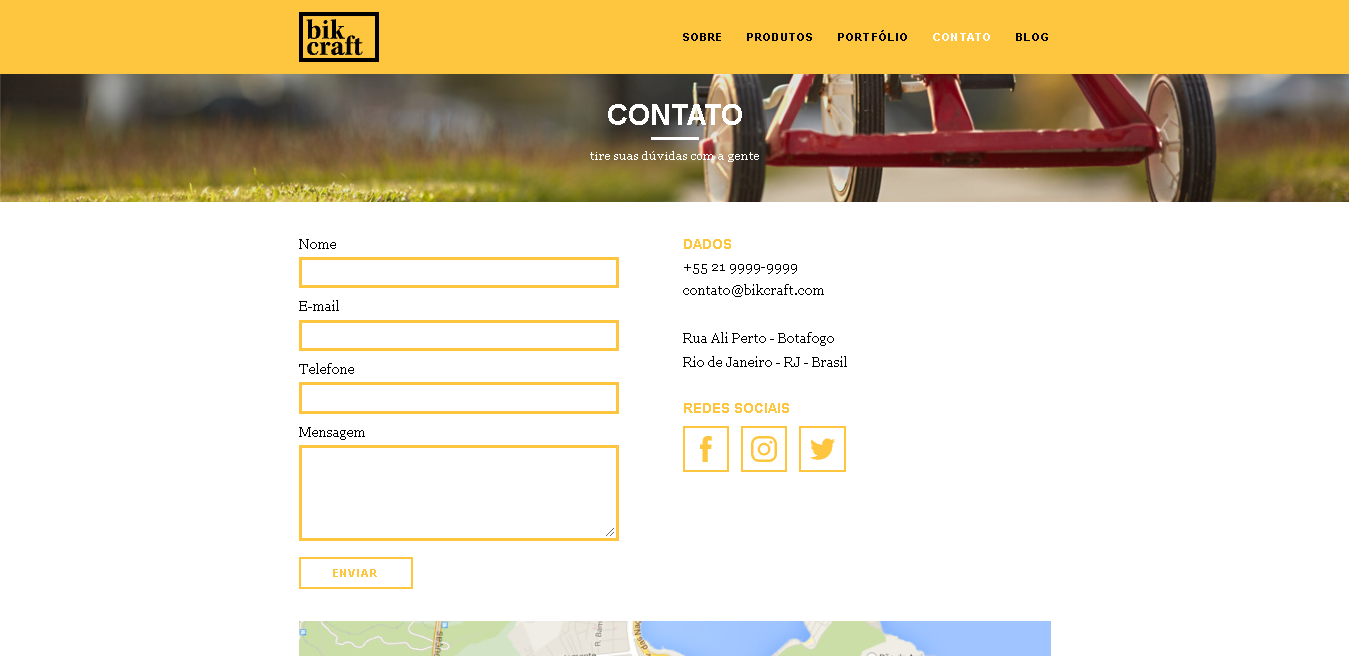 bik
craft
SOBRE PRODUTOS PORTFÓLIO CONTATO BLOG
CONTATO
tire suas dúvidas com a gente
Nome
E-mail
Telefone
Mensagem
ENVIAR
DADOS
+55 21 9999-9999
contato@bikcraft.com
Rua Ali Perto - Botafogo
Rio de Janeiro - RJ - Brasil
REDES SOCIAIS